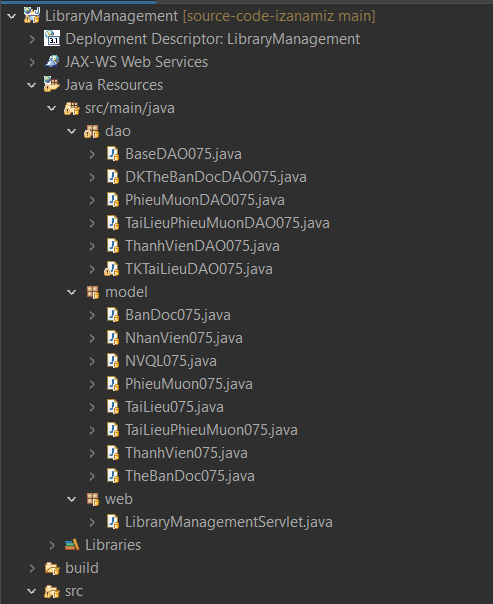 LibraryManagement [source-code-izanamiz main]
Deployment Descriptor: LibraryManagement
JAX-WS Web Services
Java Resources
src/main/java
dao
BaseDAO075.java
DKTheBanDocDAO075.java
PhieuMuonDAO075.java
TaiLieuPhieuMuonDAO075.java
ThanhVienDAO075.java
TKTaiLieuDAO075.java
model
BanDoc075.java
NhanVien075.java
NVQL075.java
PhieuMuon075.java
TaiLieu075.java
TaiLieuPhieuMuon075.java
ThanhVien075.java
TheBanDoc075.java
web
LibraryManagementServlet.java
Libraries
build
src